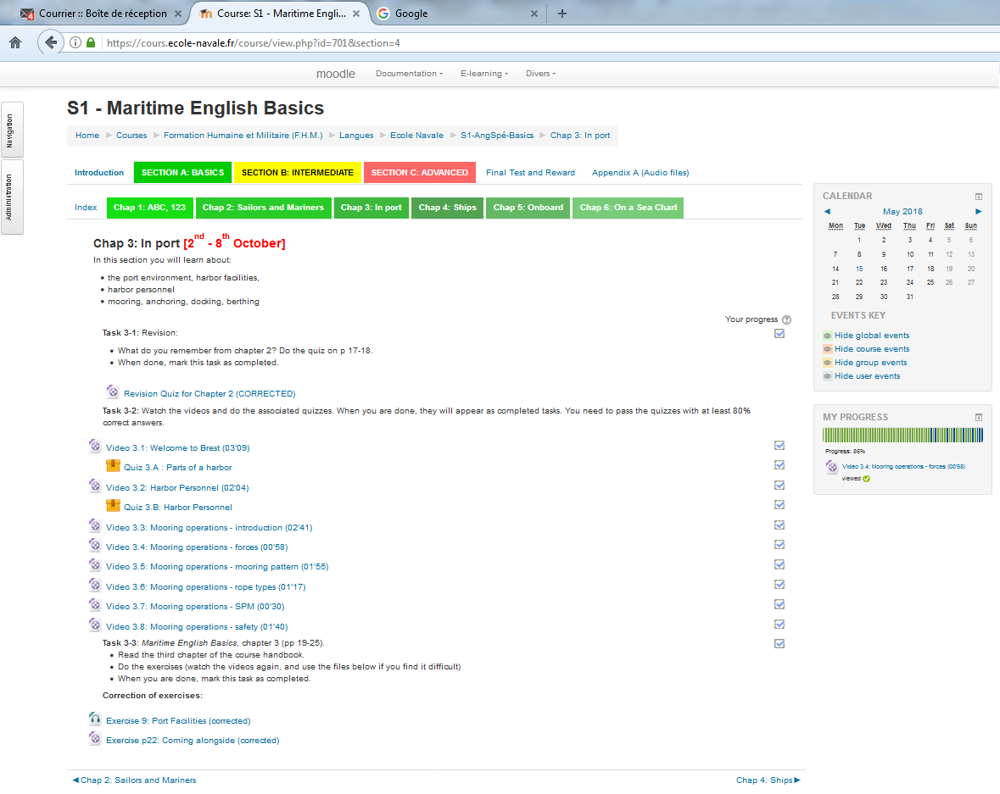 Courrier :: Boîte de réception
Course: S1 - Maritime Engli...
Google
https://cours.ecole-navale.fr/course/view.php?id=701&section=4
moodle Documentation E-learning Divers
Navigation
Administration
S1 - Maritime English Basics
Home Courses Formation Humaine et Militaire (F.H.M.) Langues Ecole Navale S1-AngSpé-Basics Chap 3: In port
Introduction SECTION A: BASICS SECTION B: INTERMEDIATE SECTION C: ADVANCED Final Test and Reward Appendix A (Audio files)
Index Chap 1: ABC, 123 Chap 2: Sailors and Mariners Chap 3: In port Chap 4: Ships Chap 5: Onboard Chap 6: On a Sea Chart
Chap 3: In port [2nd - 8th October]
In this section you will learn about:
• the port environment, harbor facilities,
• harbor personnel
• mooring, anchoring, docking, berthing
Your progress
Task 3-1: Revision:
• What do you remember from chapter 2? Do the quiz on p 17-18.
• When done, mark this task as completed.
Revision Quiz for Chapter 2 (CORRECTED)
Task 3-2: Watch the videos and do the associated quizzes. When you are done, they will appear as completed tasks. You need to pass the quizzes with at least 80%
correct answers.
Video 3.1: Welcome to Brest (03'09)
Quiz 3.A : Parts of a harbor
Video 3.2: Harbor Personnel (02'04)
Quiz 3.B: Harbor Personnel
Video 3.3: Mooring operations - introduction (02'41)
Video 3.4: Mooring operations - forces (00'58)
Video 3.5: Mooring operations - mooring pattern (01'55)
Video 3.6: Mooring operations - rope types (01'17)
Video 3.7: Mooring operations - SPM (00'30)
Video 3.8: Mooring operations - safety (01'40)
Task 3-3: Maritime English Basics, chapter 3 (pp 19-25).
• Read the third chapter of the course handbook.
• Do the exercises (watch the videos again, and use the files below if you find it difficult)
• When you are done, mark this task as completed.
Correction of exercises:
Exercise 9: Port Facilities (corrected)
Exercise p22: Coming alongside (corrected)
◀ Chap 2: Sailors and Mariners
Chap 4: Ships ▶
CALENDAR
◀ May 2018 ▶
Mon Tue Wed Thu Fri Sat Sun
1 2 3 4 5 6
7 8 9 10 11 12 13
14 15 16 17 18 19 20
21 22 23 24 25 26 27
28 29 30 31
EVENTS KEY
Hide global events
Hide course events
Hide group events
Hide user events
MY PROGRESS
Progress: 86%
Video 3.4: Mooring operations - forces (00'58)
viewed